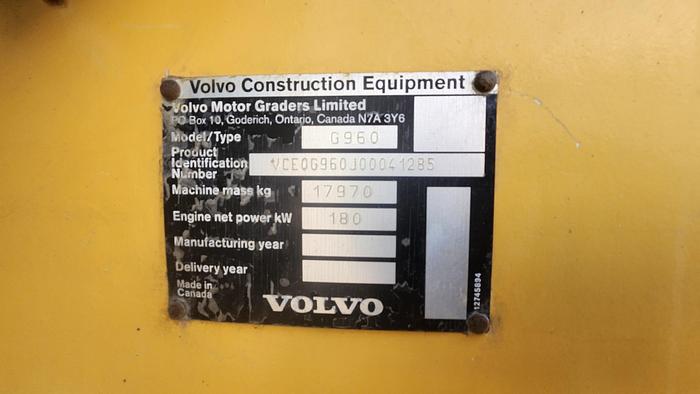 Volvo Construction Equipment
Volvo Motor Graders Limited
PO Box 10, Goderich, Ontario, Canada N7A 3Y6
Model/Type G960
Product
Identification
Number VCE0G960J00041285
Machine mass kg 17970
Engine net power kW 180
Manufacturing year
Delivery year
Made in
Canada
VOLVO
12745894